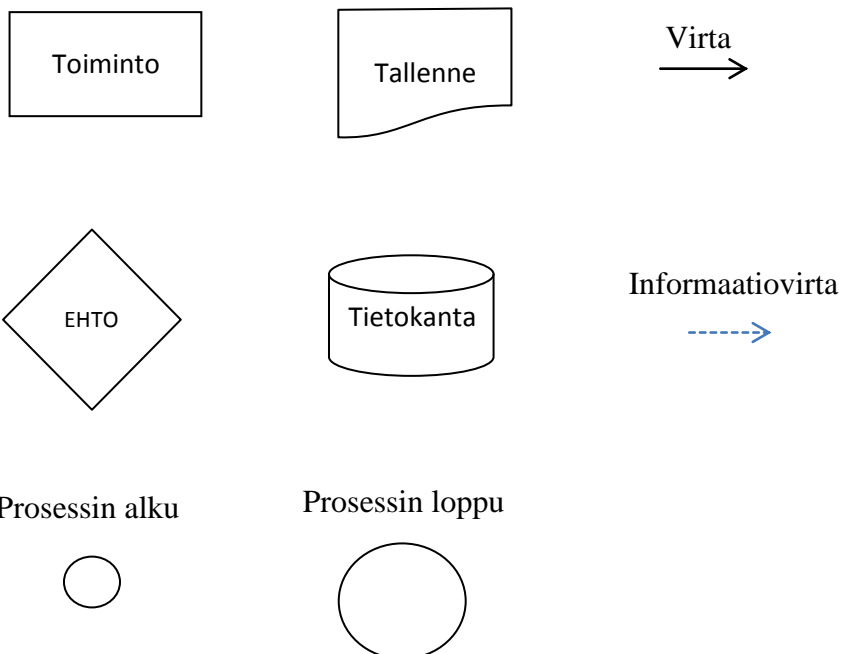 Toiminto
Tallenne
Virta
EHTO
Tietokanta
Informaatiovirta
Prosessin alku
Prosessin loppu